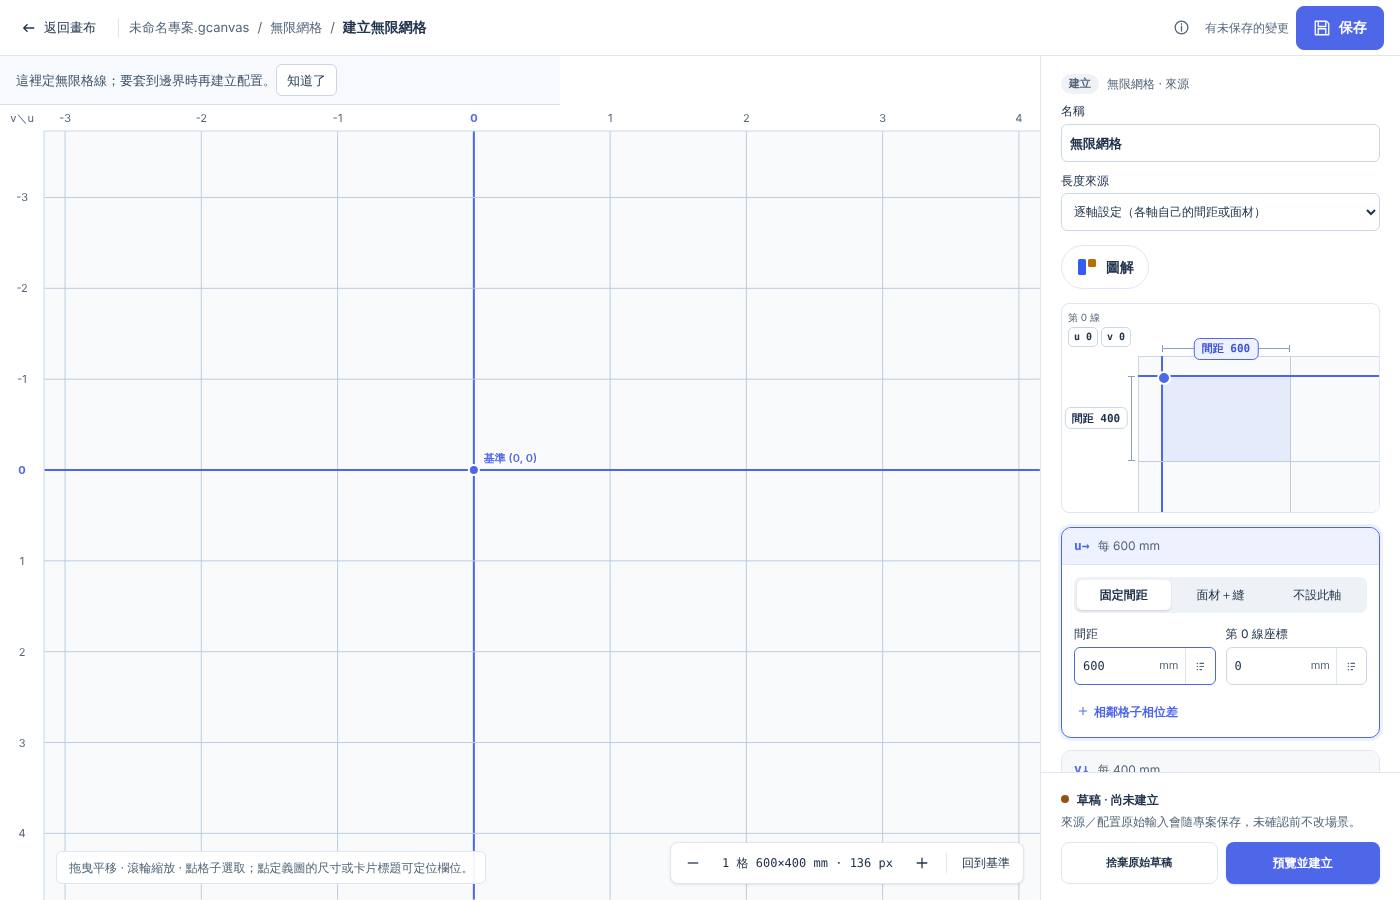 返回畫布
未命名專案.gcanvas / 無限網格 / 建立無限網格
有未保存的變更
保存
這裡定無限格線；要套到邊界時再建立配置。
知道了
v＼u -3 -2 -1 0 1 2 3 4
-3
-2
-1
0
1
2
3
4
基準 (0, 0)
拖曳平移 · 滾輪縮放 · 點格子選取；點定義圖的尺寸或卡片標題可定位欄位。
1 格 600×400 mm · 136 px
回到基準
建立 無限網格 · 來源
名稱
無限網格
長度來源
逐軸設定（各軸自己的間距或面材）
圖解
第 0 線
u 0 v 0
間距 600
間距 400
u→ 每 600 mm
固定間距 面材＋縫 不設此軸
間距 第 0 線座標
600 mm 0 mm
+ 相鄰格子相位差
v↓ 每 400 mm
草稿 · 尚未建立
來源／配置原始輸入會隨專案保存，未確認前不改場景。
捨棄原始草稿 預覽並建立